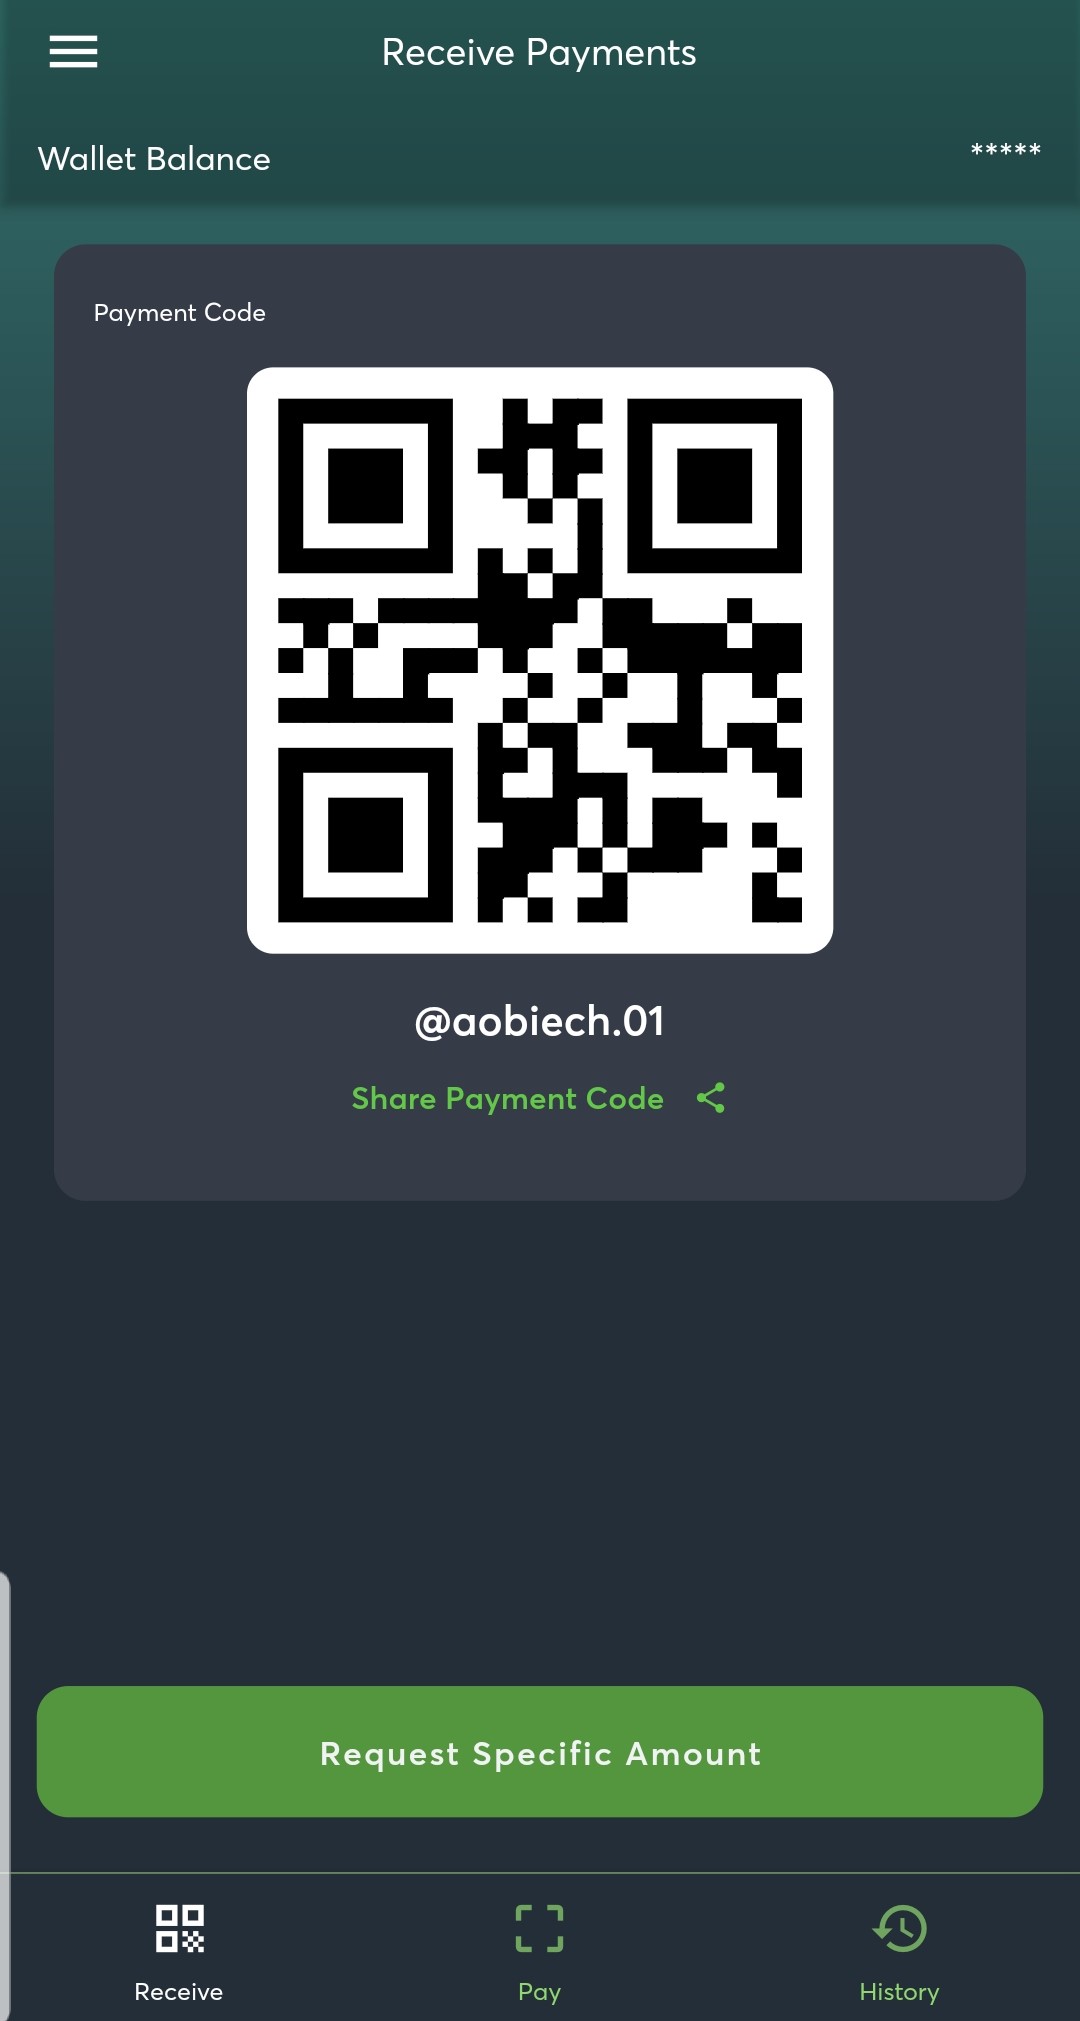 Receive Payments
Wallet Balance *****
Payment Code
@aobiech.01
Share Payment Code
Request Specific Amount
Receive Pay History